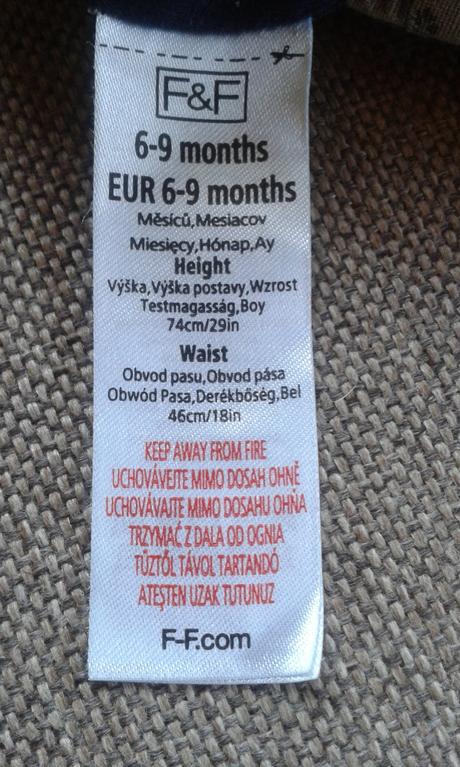 F&F
6-9 months
EUR 6-9 months
Měsíců,Mesiacov
Miesięcy,Hónap,Ay
Height
Výška,Výška postavy,Wzrost
Testmagasság,Boy
74cm/29in
Waist
Obvod pasu,Obvod pása
Obwód Pasa,Derékbőség,Bel
46cm/18in
KEEP AWAY FROM FIRE
UCHOVÁVEJTE MIMO DOSAH OHNĚ
UCHOVÁVAJTE MIMO DOSAHU OHŇA
TRZYMAĆ Z DALA OD OGNIA
TŰZTŐL TÁVOL TARTANDÓ
ATEŞTEN UZAK TUTUNUZ
F-F.com